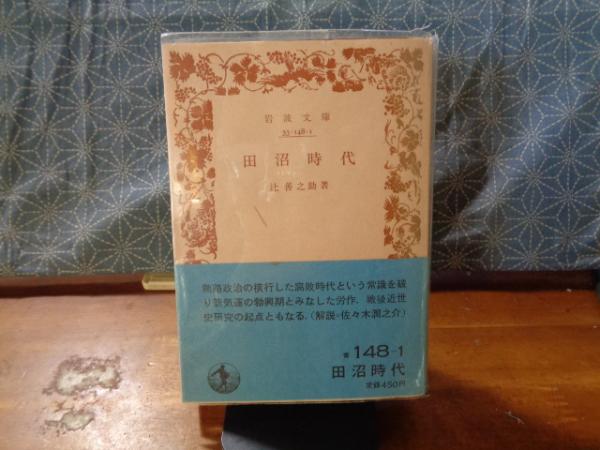 岩波文庫
33-148-1
田沼時代
辻善之助著
賄賂政治の横行した腐敗時代という常識を破
り新気運の勃興期とみなした労作．戦後近世
史研究の起点ともなる．（解説＝佐々木潤之介）
青 148-1
田沼時代
定価450円